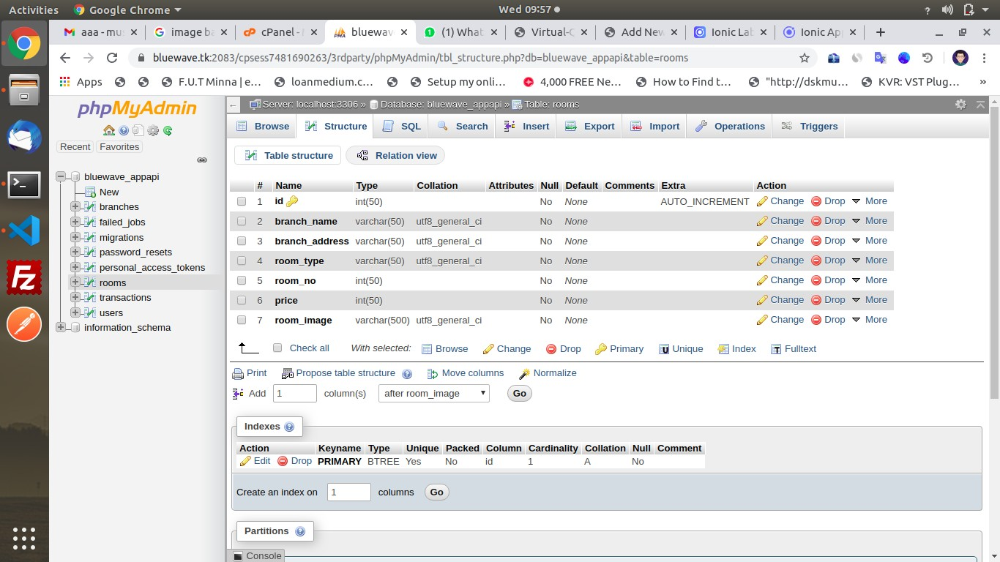 Activities Google Chrome Wed 09:57 ?
aaa - mu image ba cPanel - bluewave (1) What Virtual- Add New Ionic Lab Ionic App
bluewave.tk:2083/cpsess7481690263/3rdparty/phpMyAdmin/tbl_structure.php?db=bluewave_appapi&table=rooms
Apps F.U.T Minna | e... loanmedium.c... Setup my onli... 4,000 FREE Ne... How to Find t... "http://dskmu... KVR: VST Plug... »
phpMyAdmin
Recent Favorites
bluewave_appapi
New
branches
failed_jobs
migrations
password_resets
personal_access_tokens
rooms
transactions
users
information_schema
Server: localhost:3306 » Database: bluewave_appapi » Table: rooms
Browse Structure SQL Search Insert Export Import Operations Triggers
Table structure Relation view
# Name Type Collation Attributes Null Default Comments Extra Action
1 id int(50) No None AUTO_INCREMENT Change Drop More
2 branch_name varchar(50) utf8_general_ci No None Change Drop More
3 branch_address varchar(50) utf8_general_ci No None Change Drop More
4 room_type varchar(50) utf8_general_ci No None Change Drop More
5 room_no int(50) No None Change Drop More
6 price int(50) No None Change Drop More
7 room_image varchar(500) utf8_general_ci No None Change Drop More
Check all With selected: Browse Change Drop Primary Unique Index Fulltext
Print Propose table structure Move columns Normalize
Add 1 column(s) after room_image Go
Indexes
Action Keyname Type Unique Packed Column Cardinality Collation Null Comment
Edit Drop PRIMARY BTREE Yes No id 1 A No
Create an index on 1 columns Go
Partitions
Console